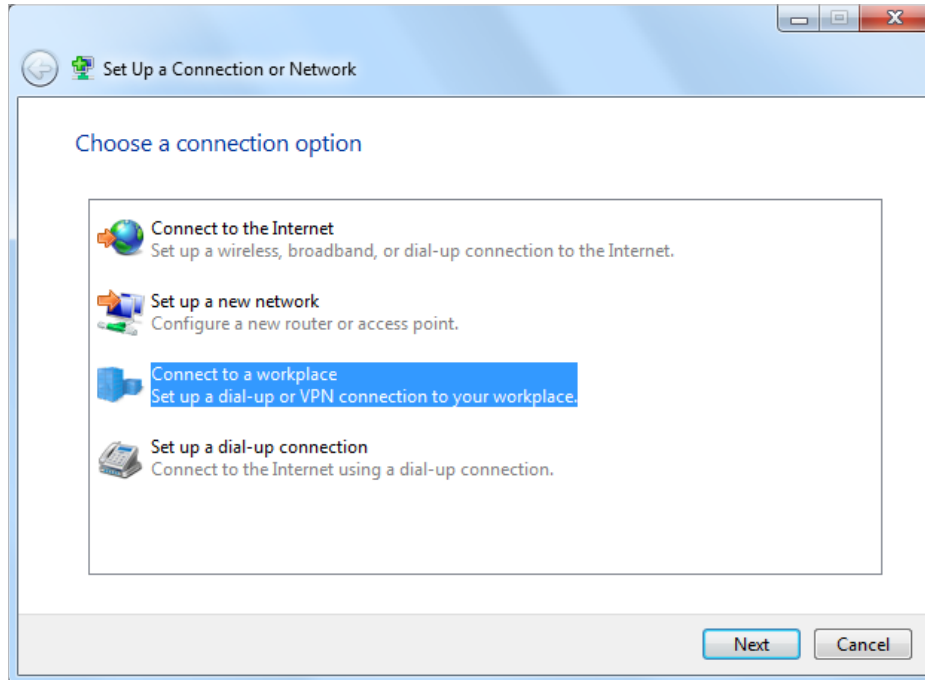 Set Up a Connection or Network
Choose a connection option
Connect to the Internet
Set up a wireless, broadband, or dial-up connection to the Internet.
Set up a new network
Configure a new router or access point.
Connect to a workplace
Set up a dial-up or VPN connection to your workplace.
Set up a dial-up connection
Connect to the Internet using a dial-up connection.
Next
Cancel